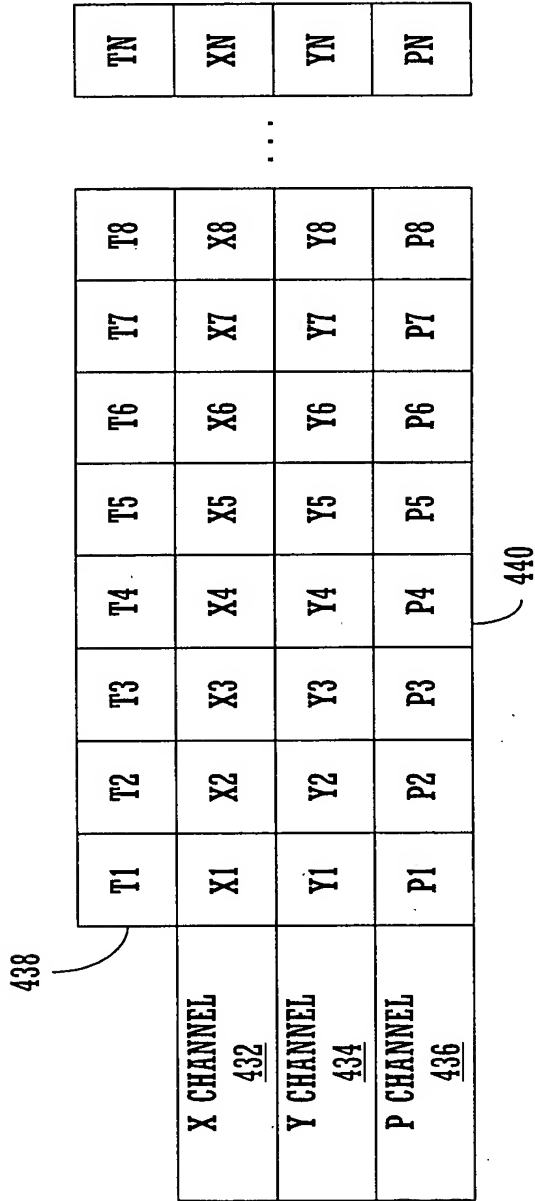 438
T1 T2 T3 T4 T5 T6 T7 T8 ... TN
X CHANNEL 432 X1 X2 X3 X4 X5 X6 X7 X8 XN
Y CHANNEL 434 Y1 Y2 Y3 Y4 Y5 Y6 Y7 Y8 YN
P CHANNEL 436 P1 P2 P3 P4 P5 P6 P7 P8 PN
440